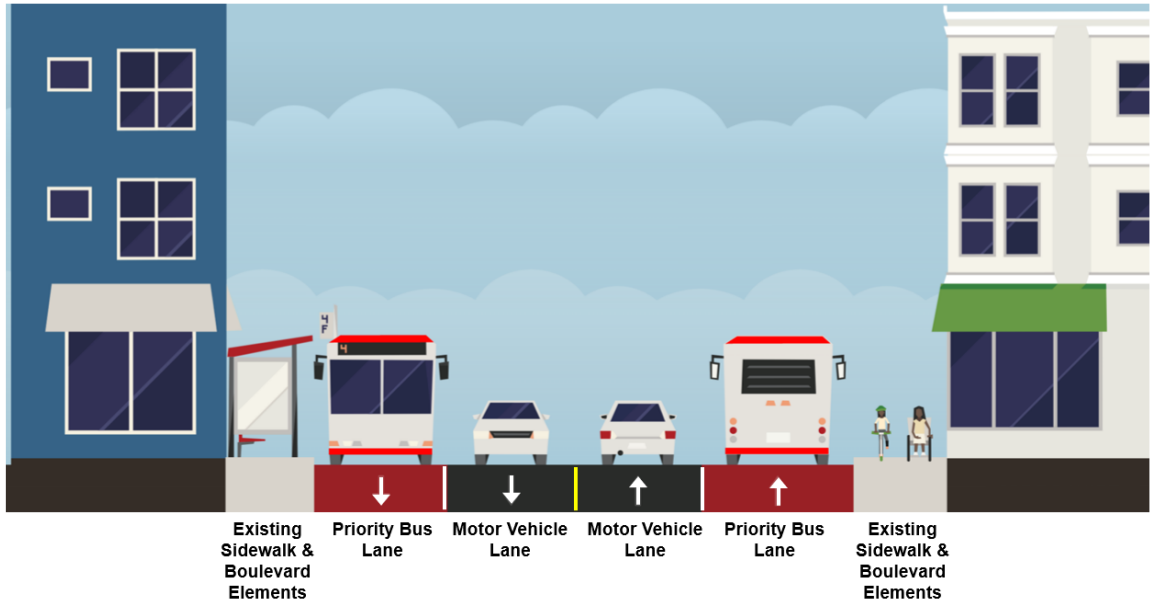 4
F
4
Existing
Sidewalk &
Boulevard
Elements
Priority Bus
Lane
Motor Vehicle
Lane
Motor Vehicle
Lane
Priority Bus
Lane
Existing
Sidewalk &
Boulevard
Elements